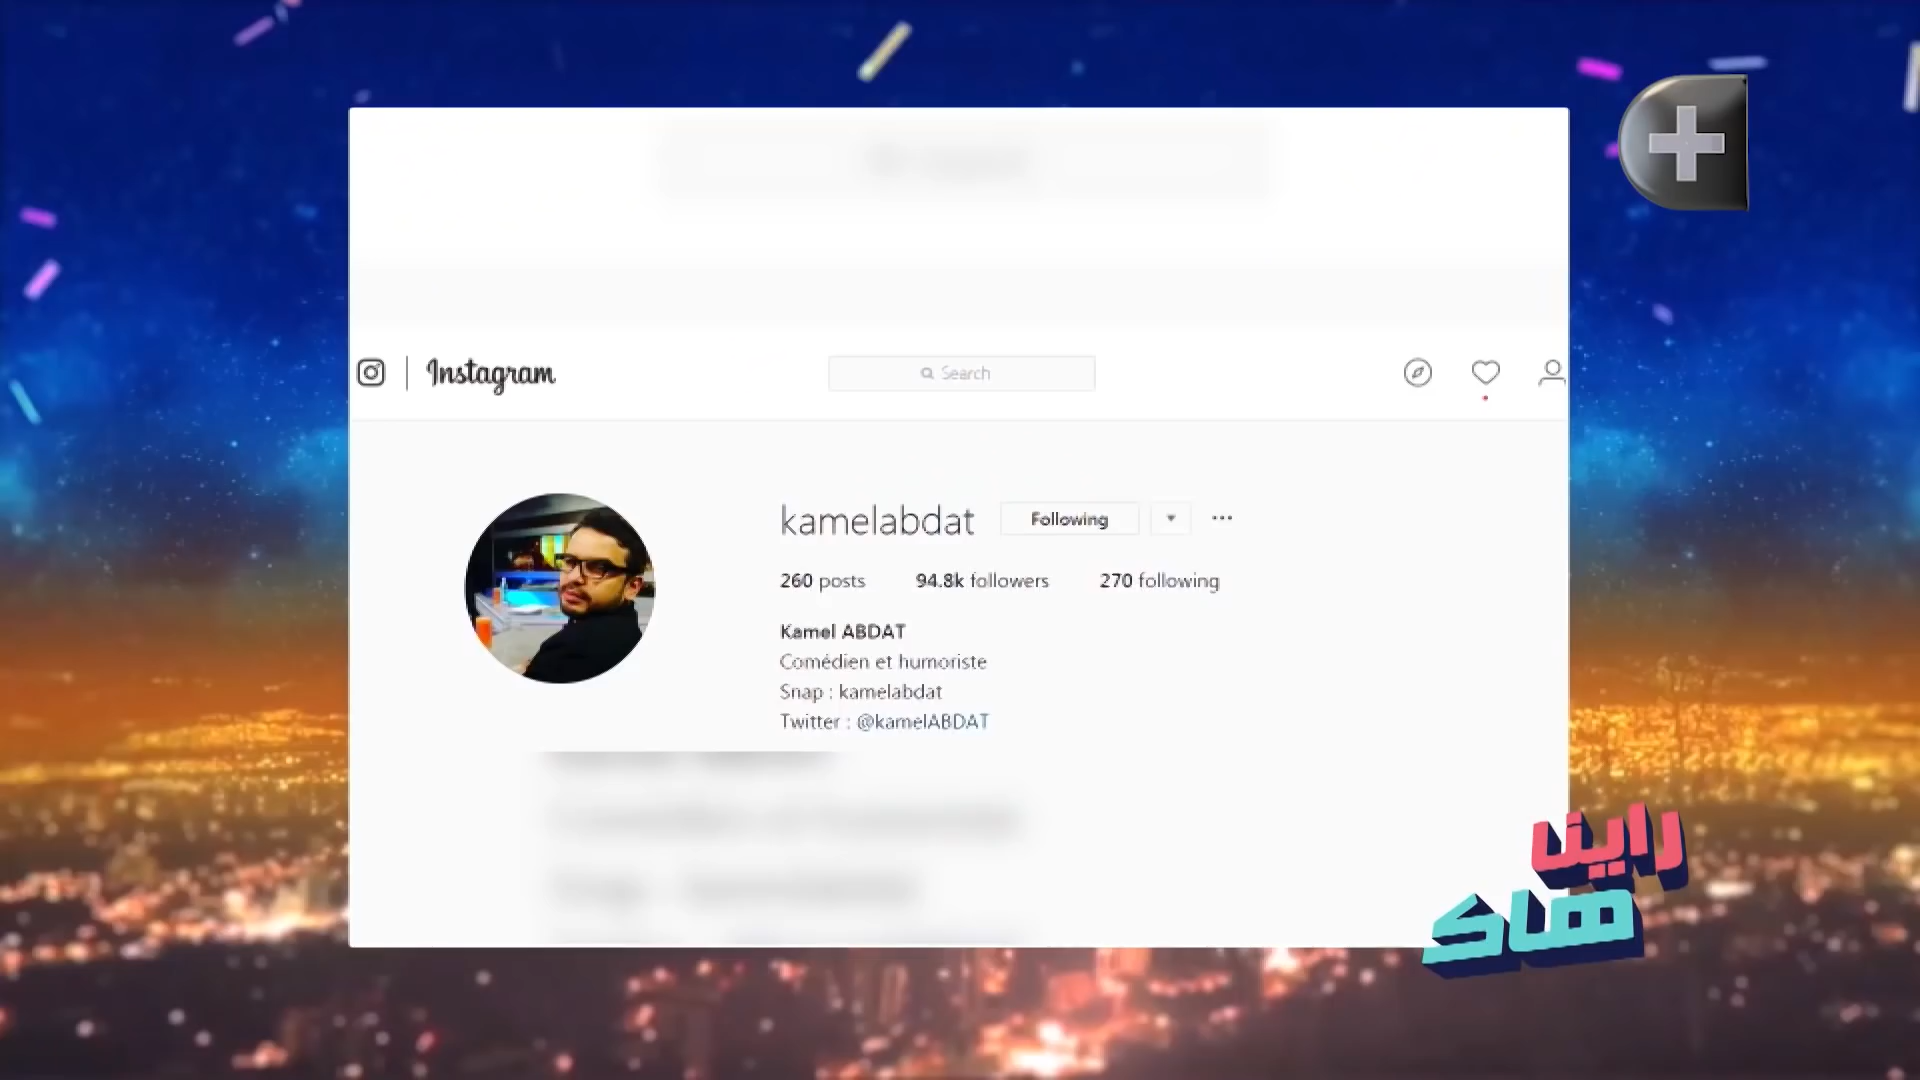 Instagram
Search
kamelabdat Following
260 posts 94.8k followers 270 following
Kamel ABDAT
Comédien et humoriste
Snap : kamelabdat
Twitter : @kamelABDAT
راينا
هاك